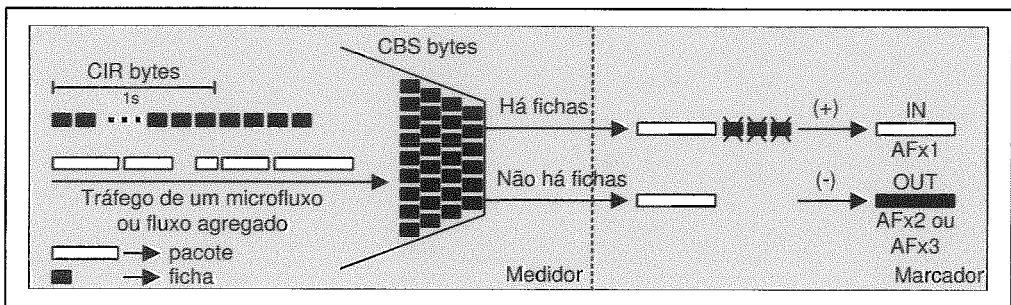 CBS bytes
CIR bytes
1s
Há fichas
(+)
IN
AFx1
Não há fichas
(-)
OUT
AFx2 ou
AFx3
Tráfego de um microfluxo
ou fluxo agregado
pacote
ficha
Medidor
Marcador